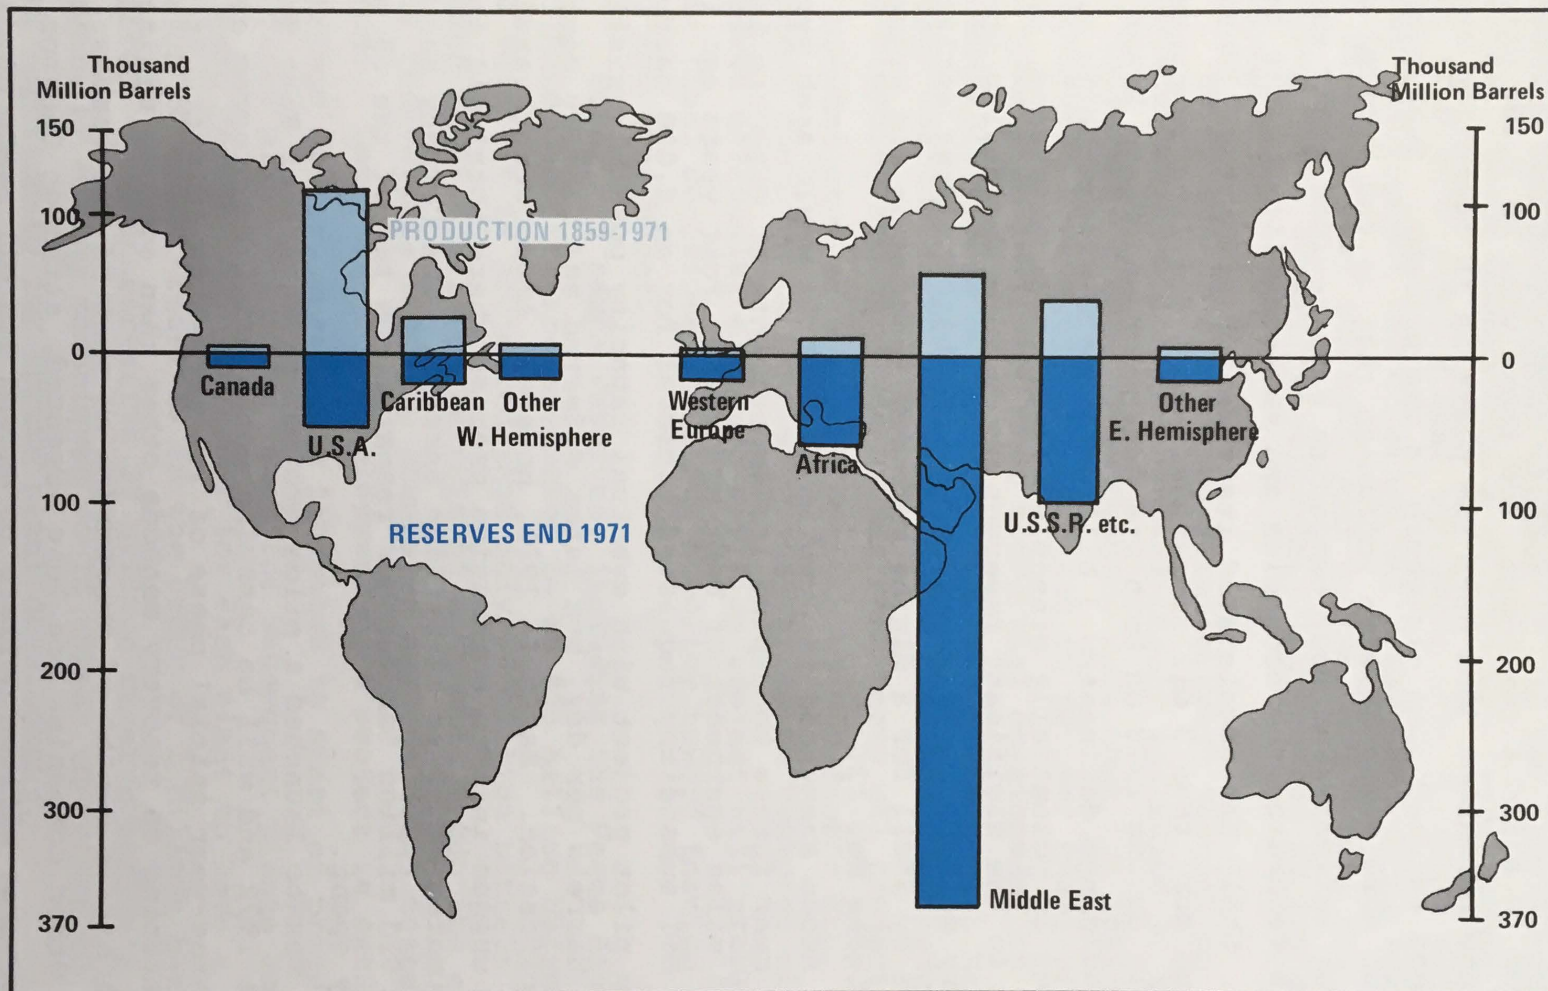 Thousand
Million Barrels
150
100
0
100
200
300
370
PRODUCTION 1859-1971
Canada
U.S.A.
Caribbean
Other
W. Hemisphere
RESERVES END 1971
Western
Europe
Africa
Middle East
U.S.S.R. etc.
Other
E. Hemisphere
Thousand
Million Barrels
150
100
0
100
200
300
370